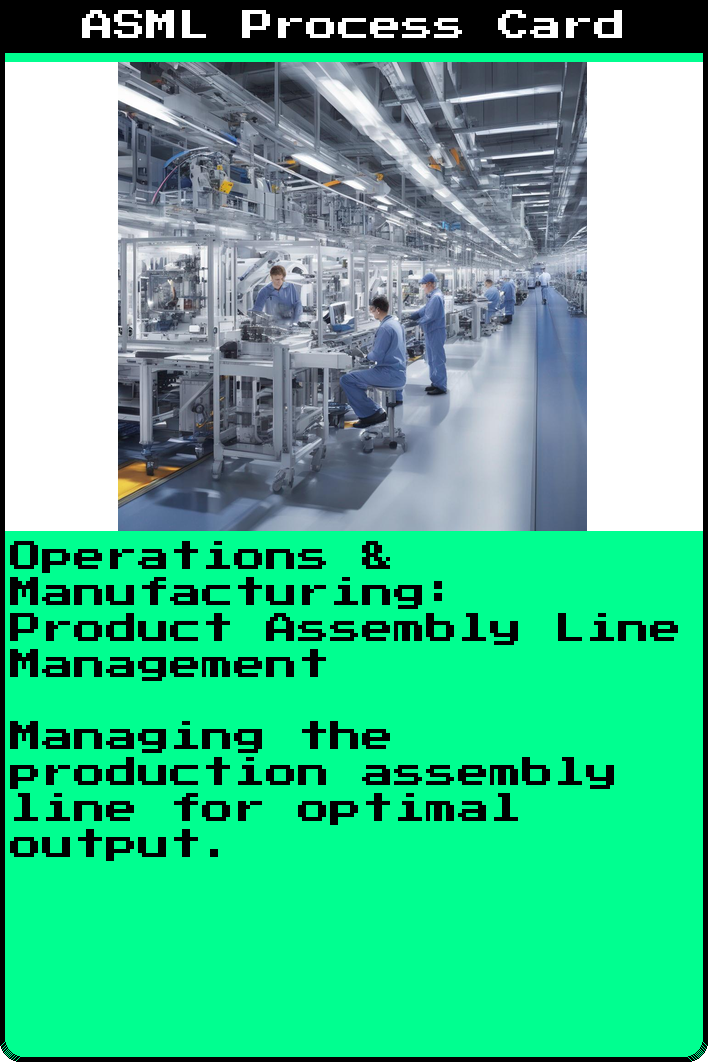 ASML Process Card
Operations &
Manufacturing:
Product Assembly Line
Management
Managing the
production assembly
line for optimal
output.